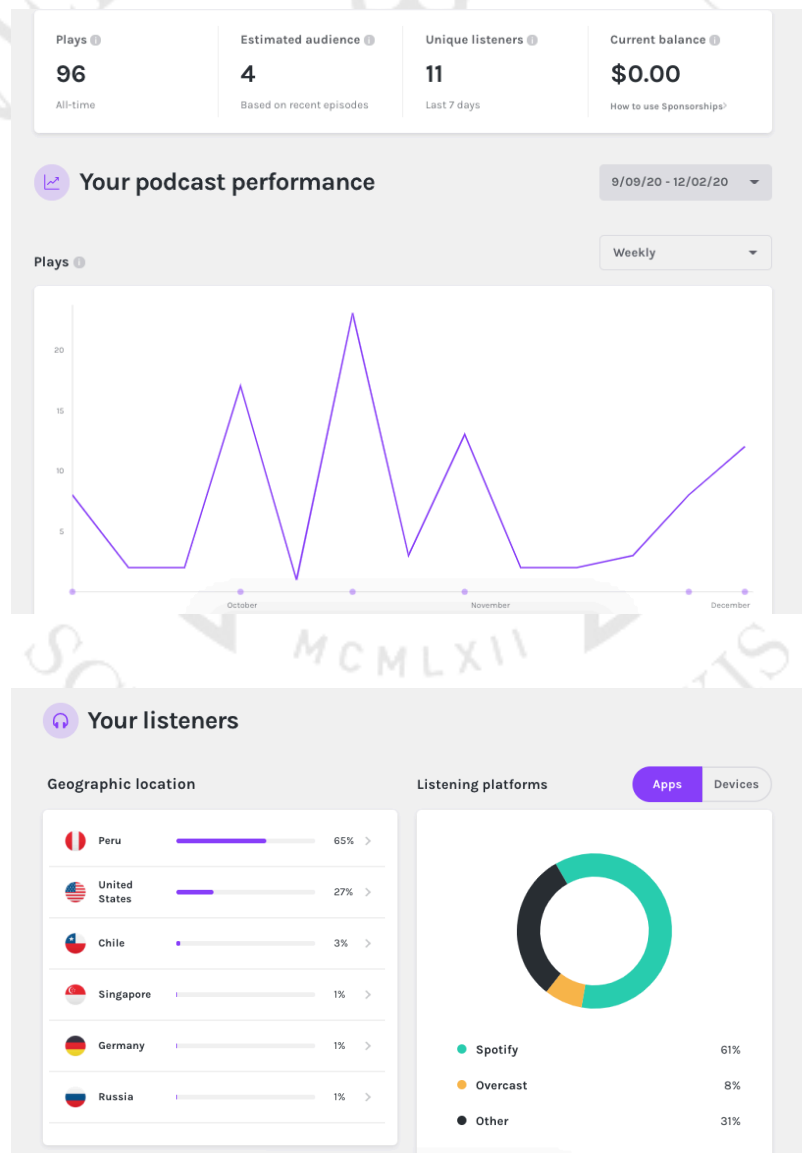 Plays
Estimated audience
Unique listeners
Current balance
96
4
11
$0.00
All-time
Based on recent episodes
Last 7 days
How to use Sponsorships>
Your podcast performance
9/09/20 - 12/02/20
Weekly
Plays
20
15
10
5
October
November
December
MCMLXII
Your listeners
Geographic location
Listening platforms
Apps
Devices
Peru
65%
United
States
27%
Chile
3%
Singapore
1%
Germany
1%
Russia
1%
Spotify
61%
Overcast
8%
Other
31%